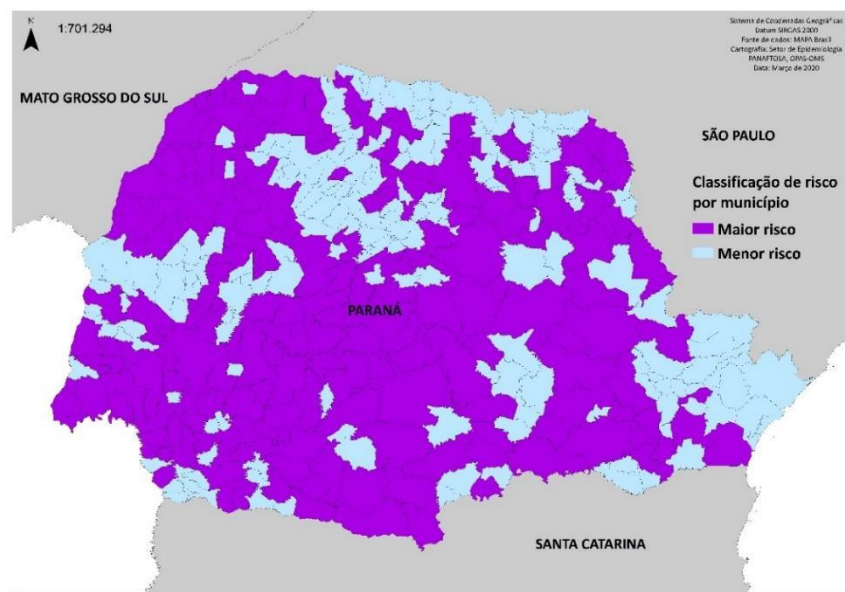 N
1:701.294
Sistema de Coodenadas Geográficas
Datum SIRGAS 2000
Fonte de cados: MAPA Brasil
Cartografia: Setor de Epidemiologia
PANAFTOSA, OPAS-OMS
Data: Março de 2020
MATO GROSSO DO SUL
SÃO PAULO
Classificação de risco
por município
Maior risco
Menor risco
PARANÁ
SANTA CATARINA